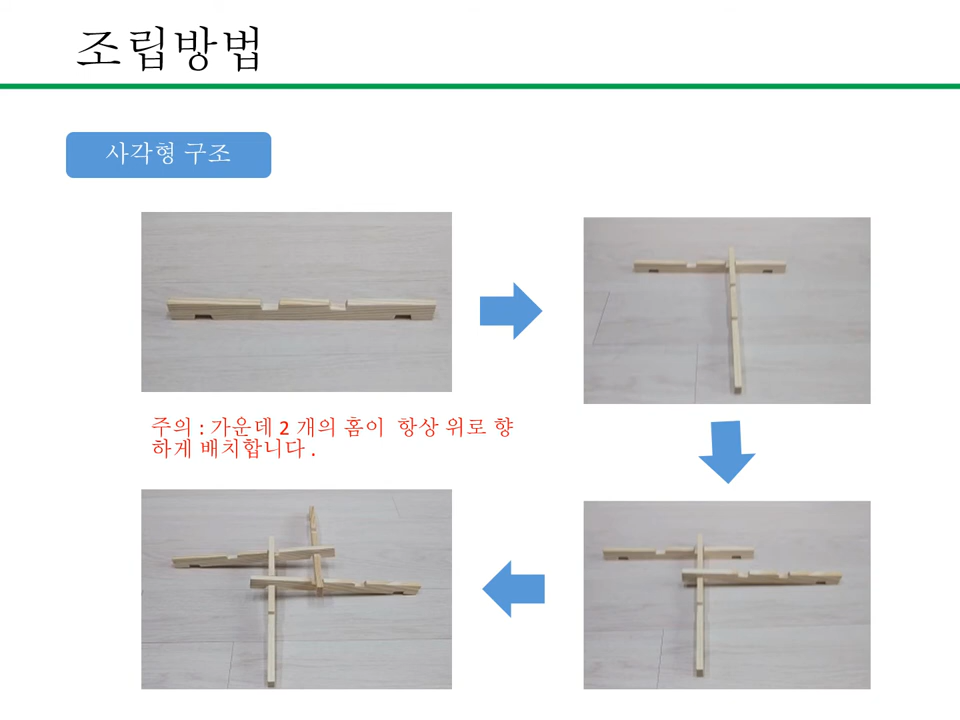 조립방법
사각형 구조
주의 : 가운데 2 개의 홈이 항상 위로 향
하게 배치합니다 .